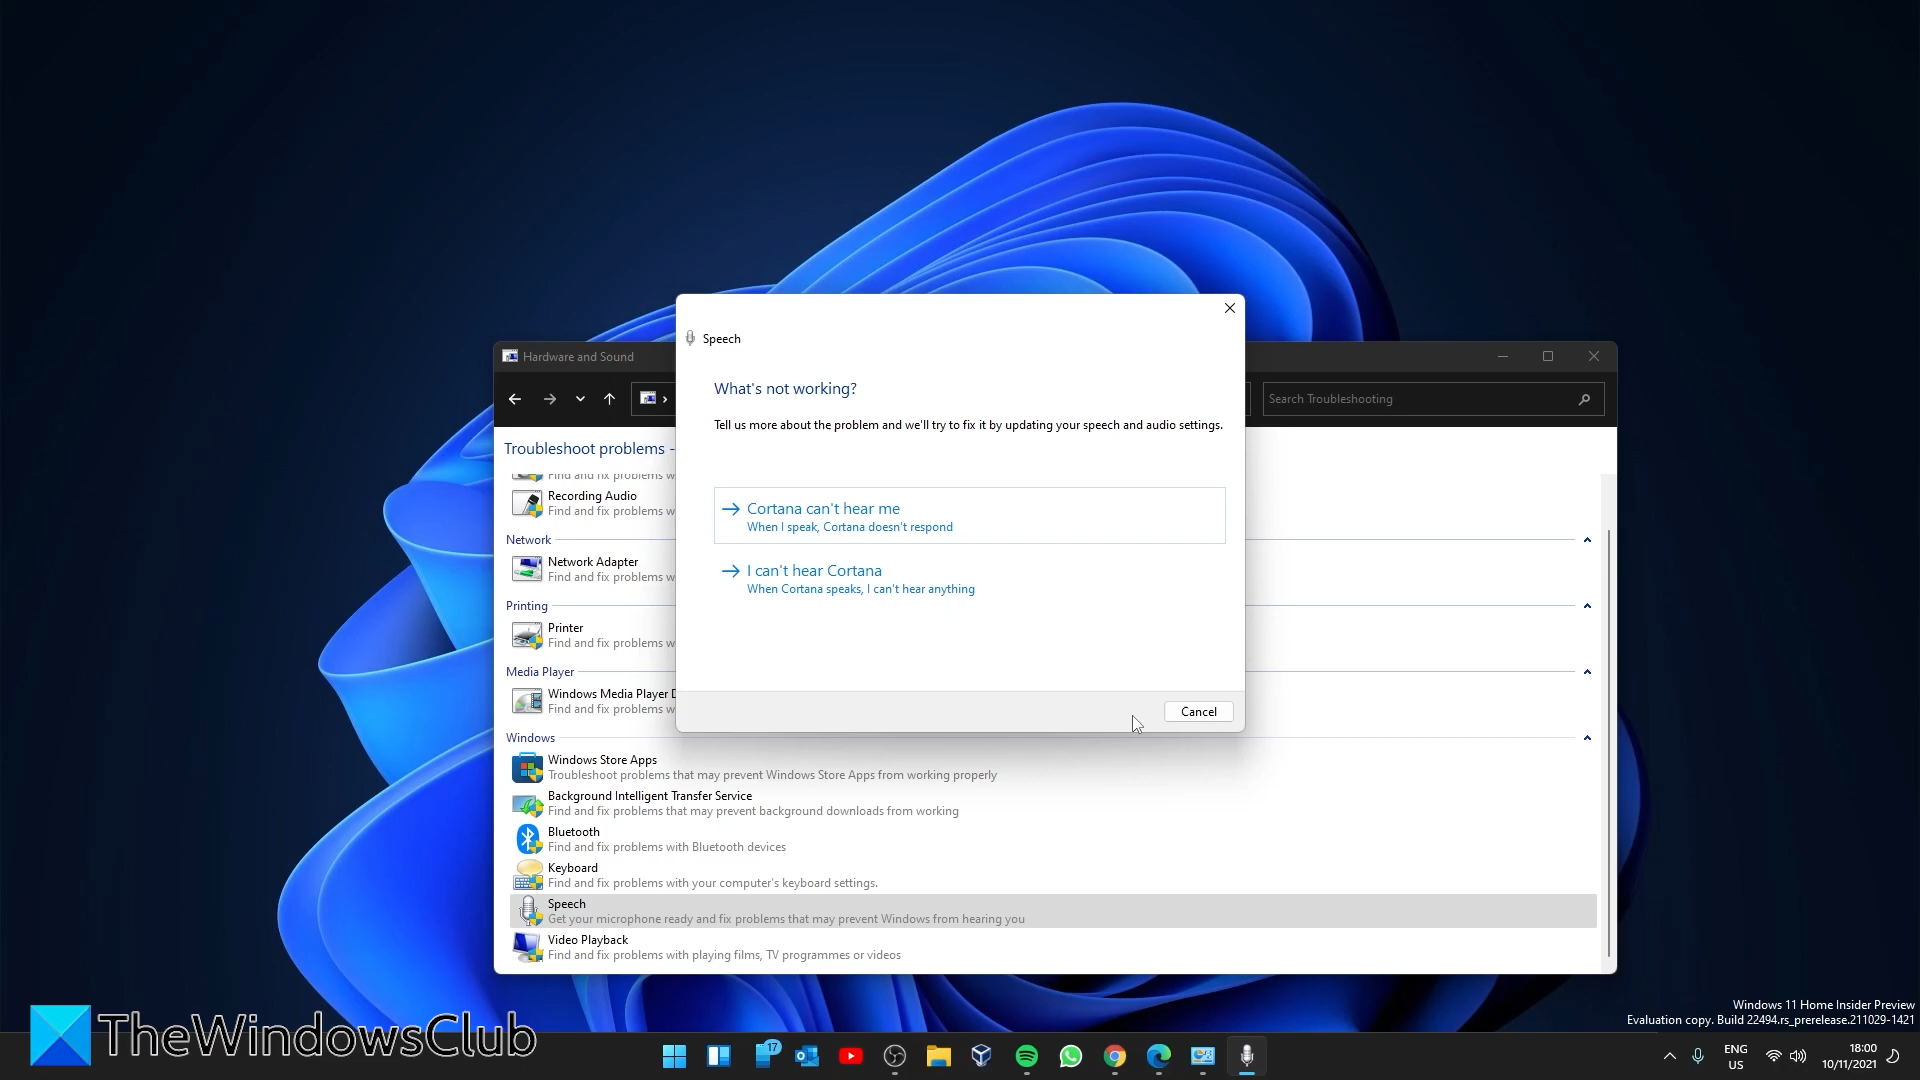 Speech
What's not working?
Tell us more about the problem and we'll try to fix it by updating your speech and audio settings.
Cortana can't hear me
When I speak, Cortana doesn't respond
I can't hear Cortana
When Cortana speaks, I can't hear anything
Cancel
Hardware and Sound
Search Troubleshooting
Troubleshoot problems -
Find and fix problems w
Recording Audio
Find and fix problems w
Network
Network Adapter
Find and fix problems w
Printing
Printer
Find and fix problems w
Media Player
Windows Media Player D
Find and fix problems w
Windows
Windows Store Apps
Troubleshoot problems that may prevent Windows Store Apps from working properly
Background Intelligent Transfer Service
Find and fix problems that may prevent background downloads from working
Bluetooth
Find and fix problems with Bluetooth devices
Keyboard
Find and fix problems with your computer's keyboard settings.
Speech
Get your microphone ready and fix problems that may prevent Windows from hearing you
Video Playback
Find and fix problems with playing films, TV programmes or videos
Windows 11 Home Insider Preview
Evaluation copy. Build 22494.rs_prerelease.211029-1421
TheWindowsClub
17
ENG
US
18:00
10/11/2021